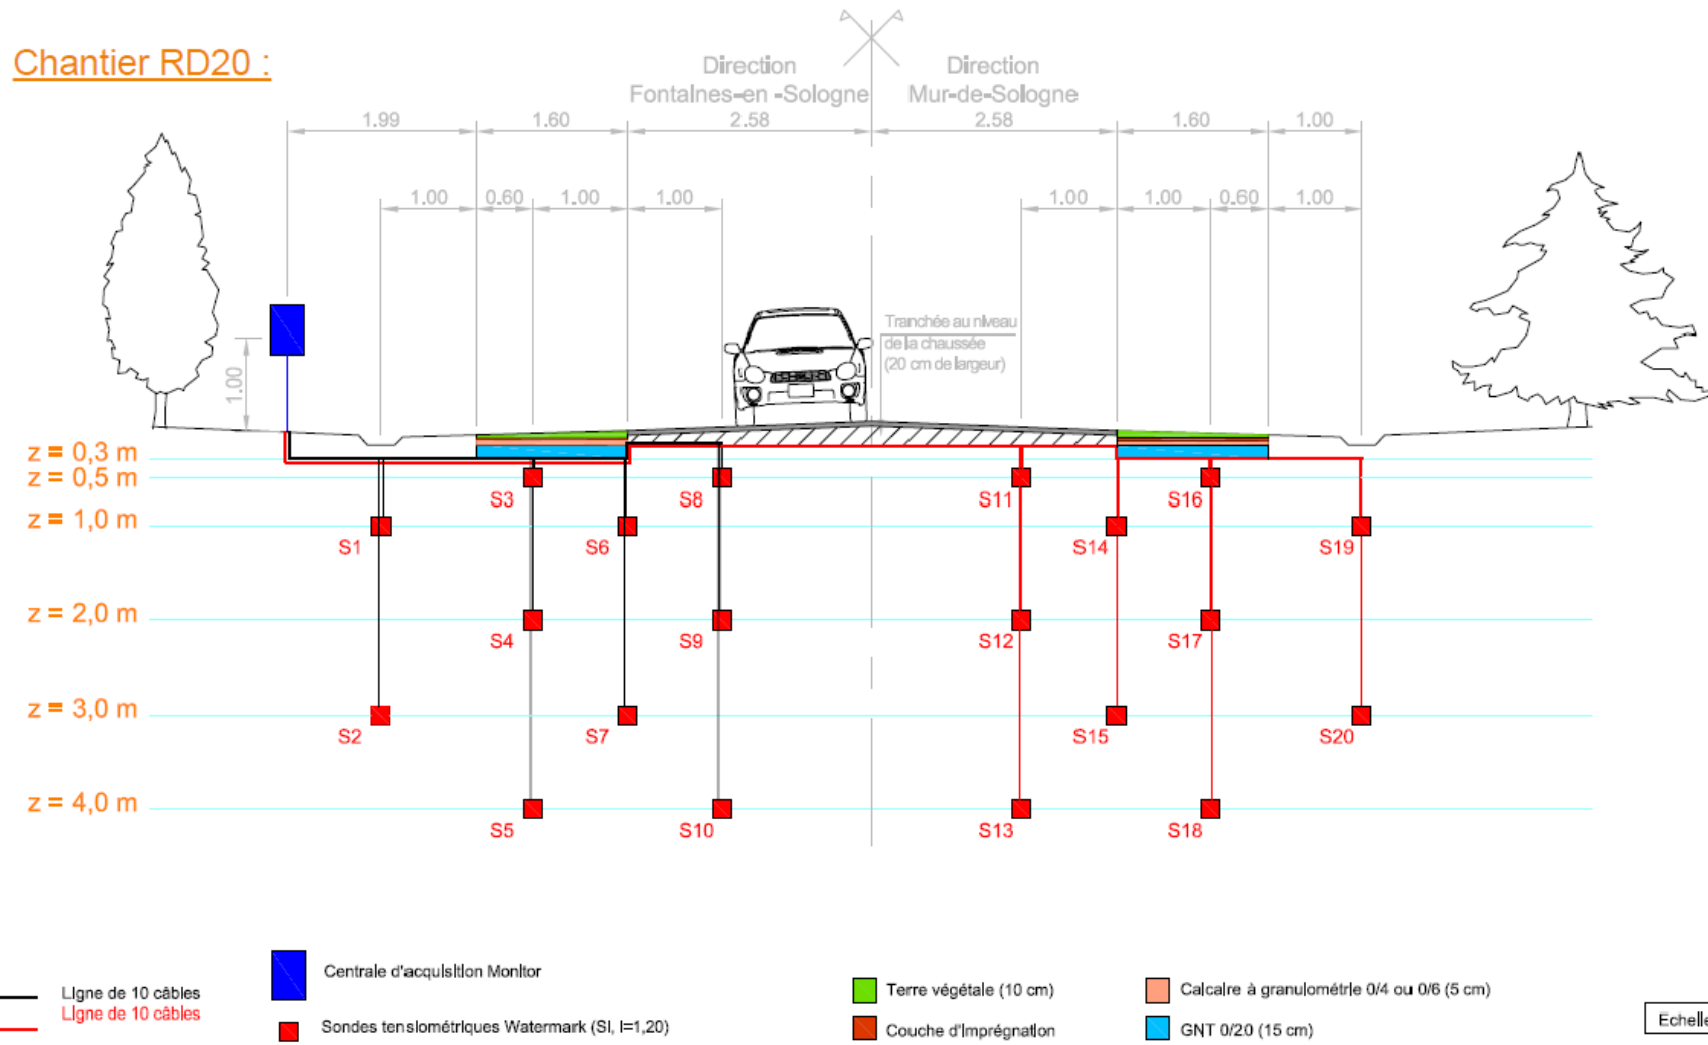 Chantier RD20 :
Direction
Fontaines-en -Sologne
Direction
Mur-de-Sologne
1.99
1.60
2.58
2.58
1.60
1.00
1.00
0.60
1.00
1.00
1.00
1.00
0.60
1.00
1.00
Tranchée au niveau
de la chaussée
(20 cm de largeur)
z = 0,3 m
z = 0,5 m
z = 1,0 m
z = 2,0 m
z = 3,0 m
z = 4,0 m
S3
S8
S11
S16
S1
S6
S14
S19
S4
S9
S12
S17
S2
S7
S15
S20
S5
S10
S13
S18
Ligne de 10 câbles
Ligne de 10 câbles
Centrale d'acquisition Monitor
Sondes tensiométriques Watermark (Si, i=1,20)
Terre végétale (10 cm)
Couche d'imprégnation
Calcaire à granulométrie 0/4 ou 0/6 (5 cm)
GNT 0/20 (15 cm)
Echelle